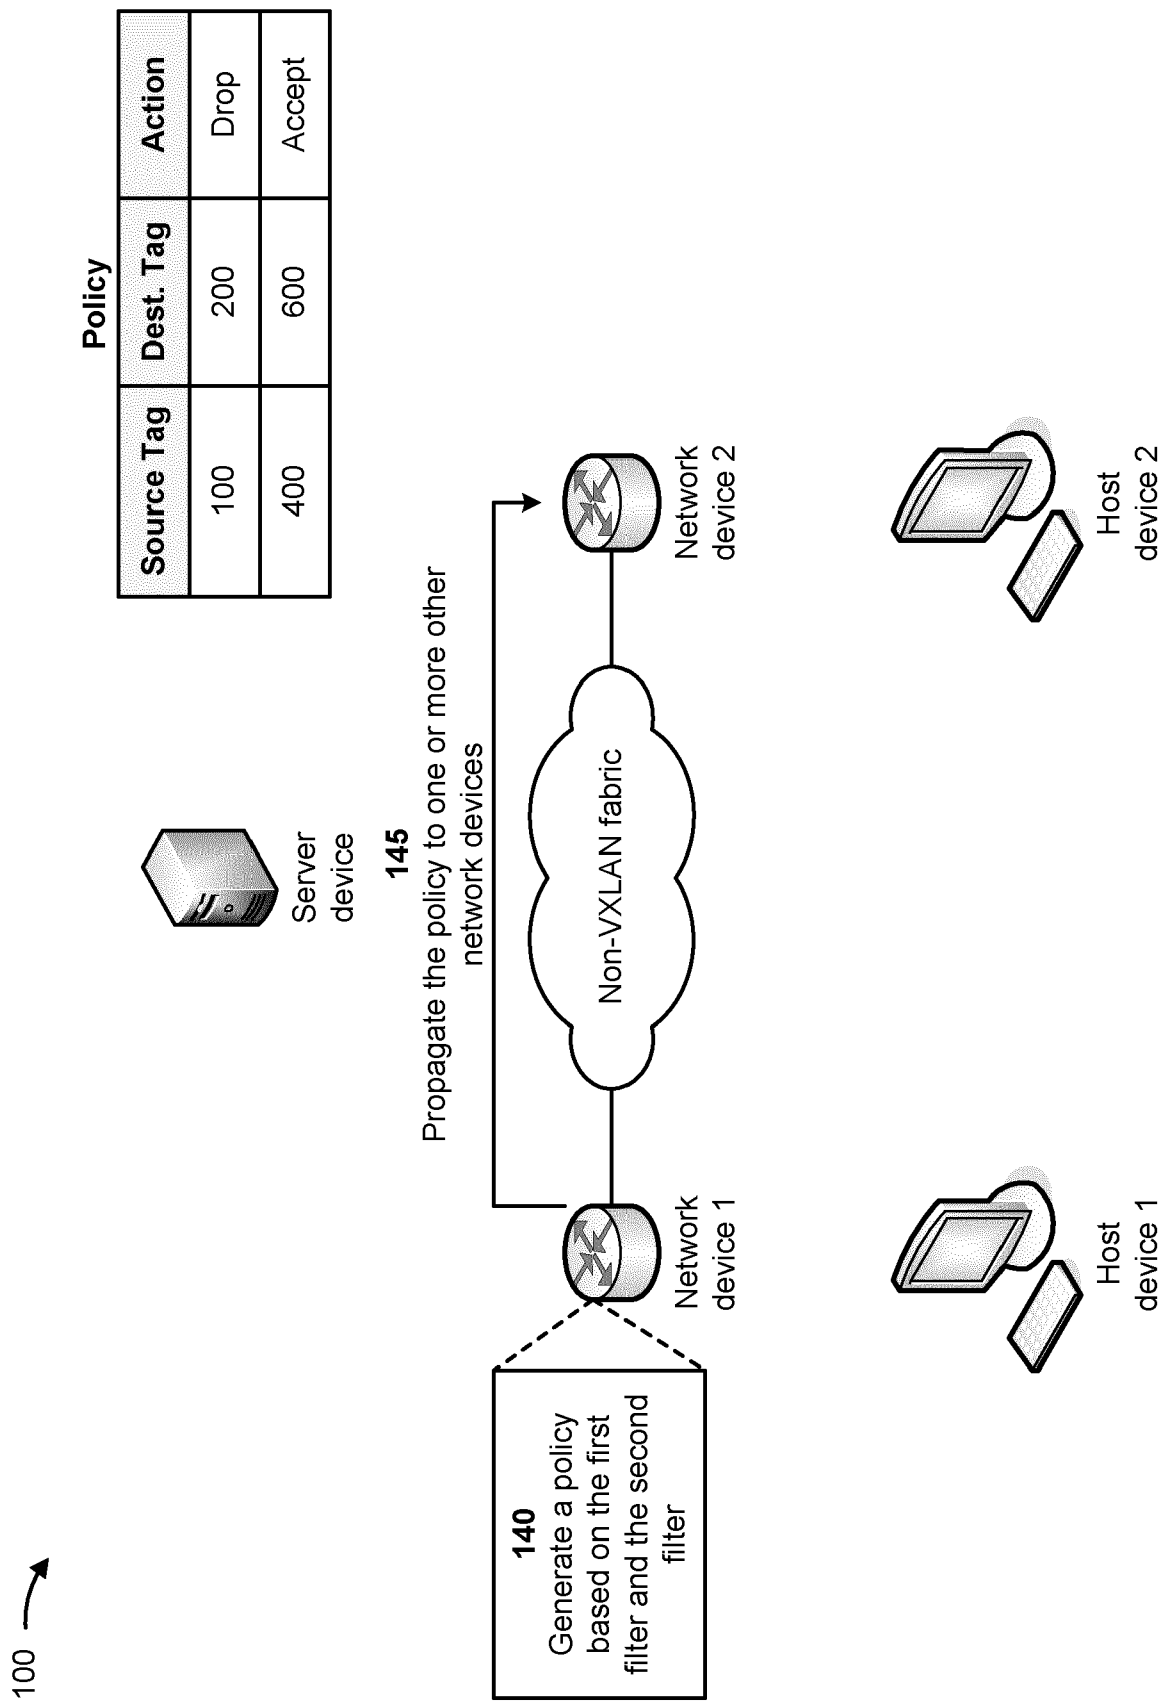 100
Policy
Source Tag Dest. Tag Action
100 200 Drop
400 600 Accept
Server
device
145
Propagate the policy to one or more other
network devices
140
Generate a policy
based on the first
filter and the second
filter
Non-VXLAN fabric
Network
device 1
Network
device 2
Host
device 1
Host
device 2